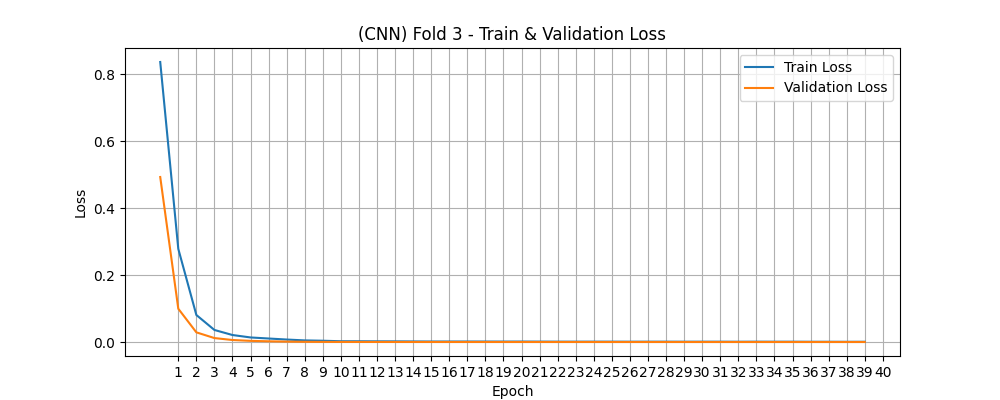 (CNN) Fold 3 - Train & Validation Loss
Train Loss
Validation Loss
0.8
0.6
0.4
0.2
0.0
Loss
1 2 3 4 5 6 7 8 9 10 11 12 13 14 15 16 17 18 19 20 21 22 23 24 25 26 27 28 29 30 31 32 33 34 35 36 37 38 39 40
Epoch